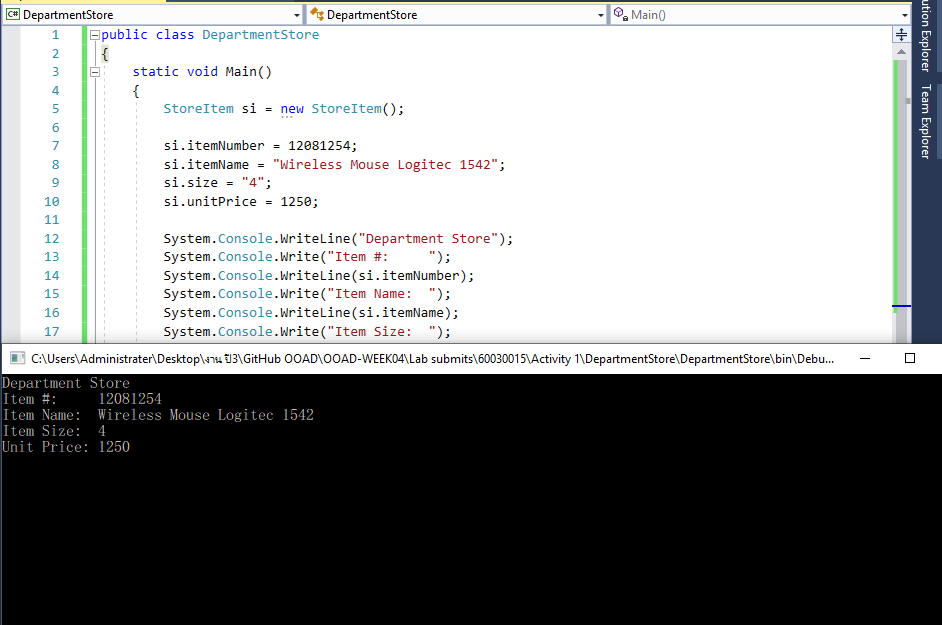 C# DepartmentStore DepartmentStore Main()
1 public class DepartmentStore
2 {
3 static void Main()
4 {
5 StoreItem si = new StoreItem();
6
7 si.itemNumber = 12081254;
8 si.itemName = "Wireless Mouse Logitec 1542";
9 si.size = "4";
10 si.unitPrice = 1250;
11
12 System.Console.WriteLine("Department Store");
13 System.Console.Write("Item #:     ");
14 System.Console.WriteLine(si.itemNumber);
15 System.Console.Write("Item Name:  ");
16 System.Console.WriteLine(si.itemName);
17 System.Console.Write("Item Size:  ");
ution Explorer
Team Explorer
C:\Users\Administrater\Desktop\งาน ปี3\GitHub OOAD\OOAD-WEEK04\Lab submits\60030015\Activity 1\DepartmentStore\DepartmentStore\bin\Debu...
Department Store
Item #:     12081254
Item Name:  Wireless Mouse Logitec 1542
Item Size:  4
Unit Price: 1250